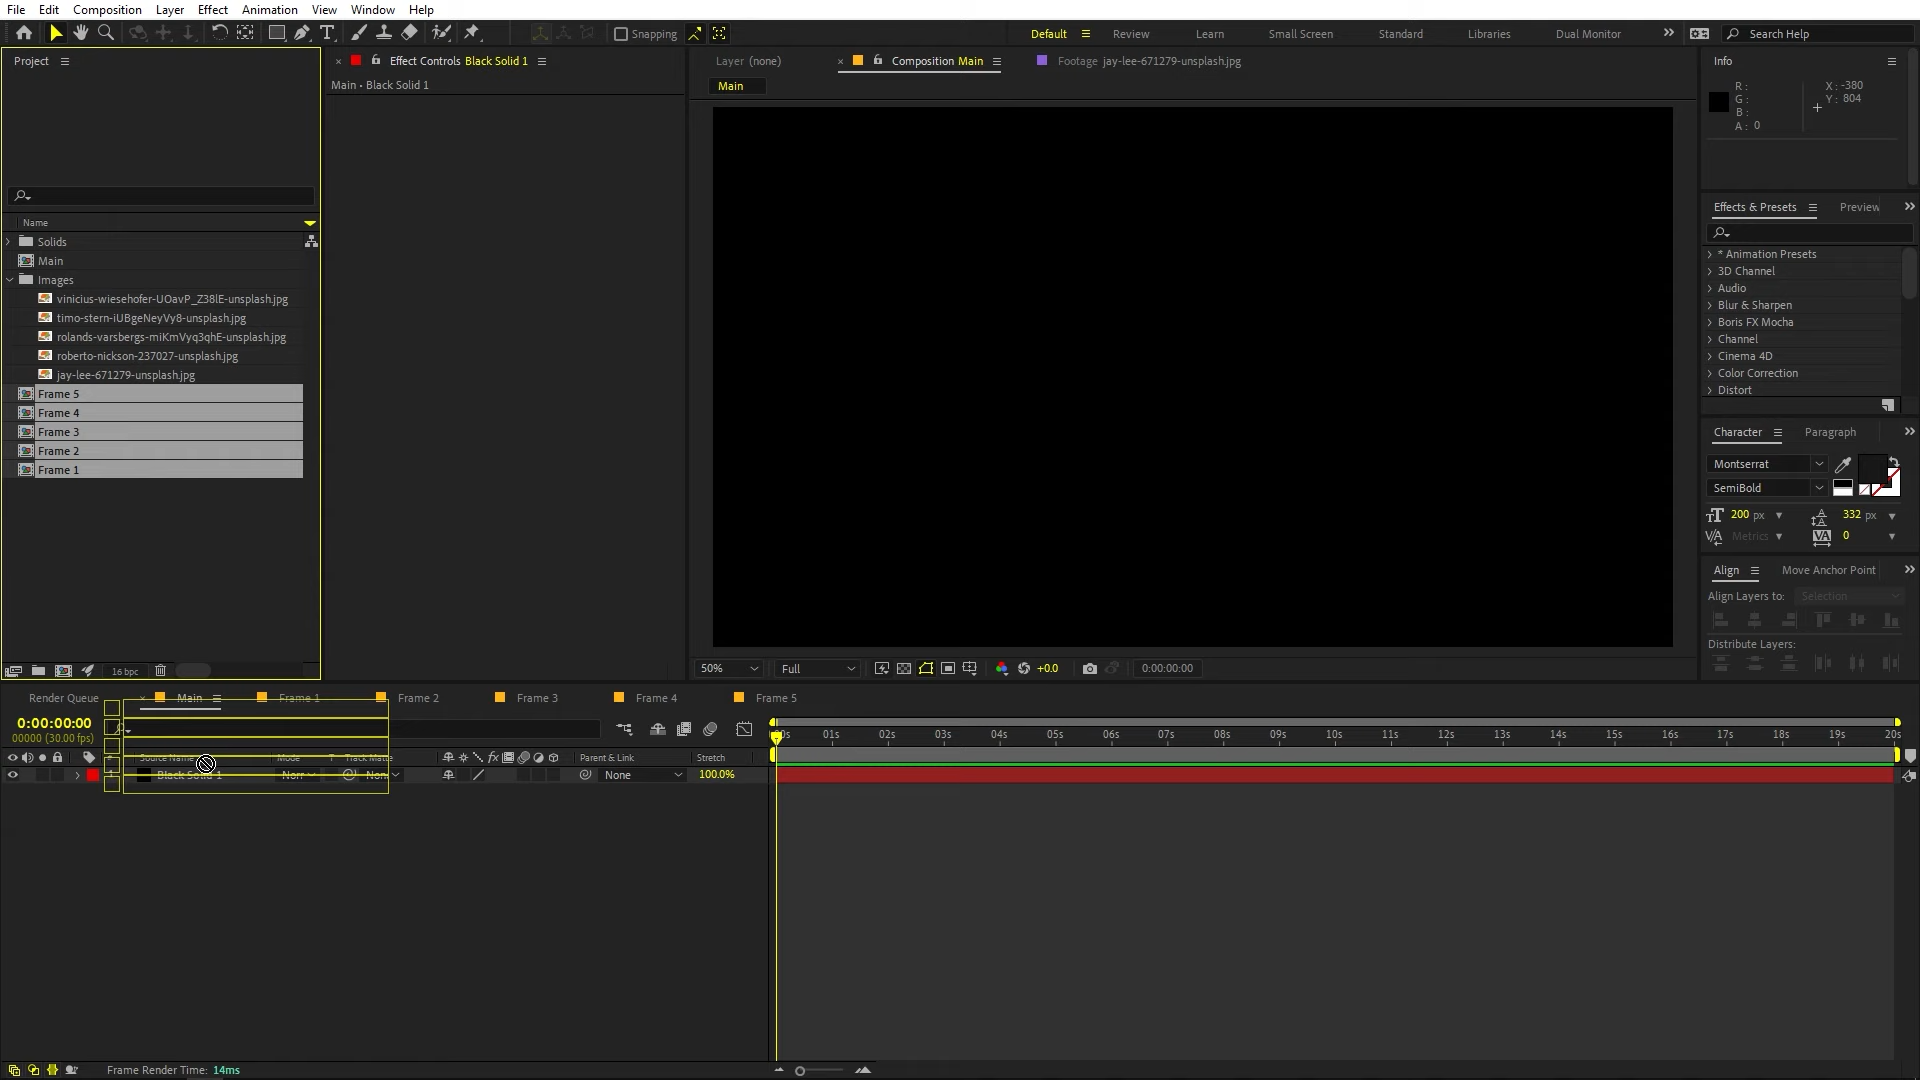 File Edit Composition Layer Effect Animation View Window Help
Snapping
Default Review Learn Small Screen Standard Libraries Dual Monitor Search Help
Project
Effect Controls Black Solid 1
Main • Black Solid 1
Layer (none) Composition Main Footage jay-lee-671279-unsplash.jpg
Main
Info
R :
G :
B :
A : 0
X : -380
Y : 804
Name
Solids
Main
Images
vinicius-wiesehofer-UOavP_Z38lE-unsplash.jpg
timo-stern-iUBgeNeyVy8-unsplash.jpg
rolands-varsbergs-miKmVyq3qhE-unsplash.jpg
roberto-nickson-237027-unsplash.jpg
jay-lee-671279-unsplash.jpg
Frame 5
Frame 4
Frame 3
Frame 2
Frame 1
16 bpc
50% Full +0.0 0:00:00:00
Effects & Presets Preview
* Animation Presets
3D Channel
Audio
Blur & Sharpen
Boris FX Mocha
Channel
Cinema 4D
Color Correction
Distort
Character Paragraph
Montserrat
SemiBold
200 px 332 px
Metrics 0
Align Move Anchor Point
Align Layers to: Selection
Distribute Layers:
Render Queue Main Frame 1 Frame 2 Frame 3 Frame 4 Frame 5
0:00:00:00
00000 (30.00 fps)
Source Name Mode T Track Matte Parent & Link Stretch
Black Solid 1 None 100.0%
00s 01s 02s 03s 04s 05s 06s 07s 08s 09s 10s 11s 12s 13s 14s 15s 16s 17s 18s 19s 20s
Frame Render Time: 14ms